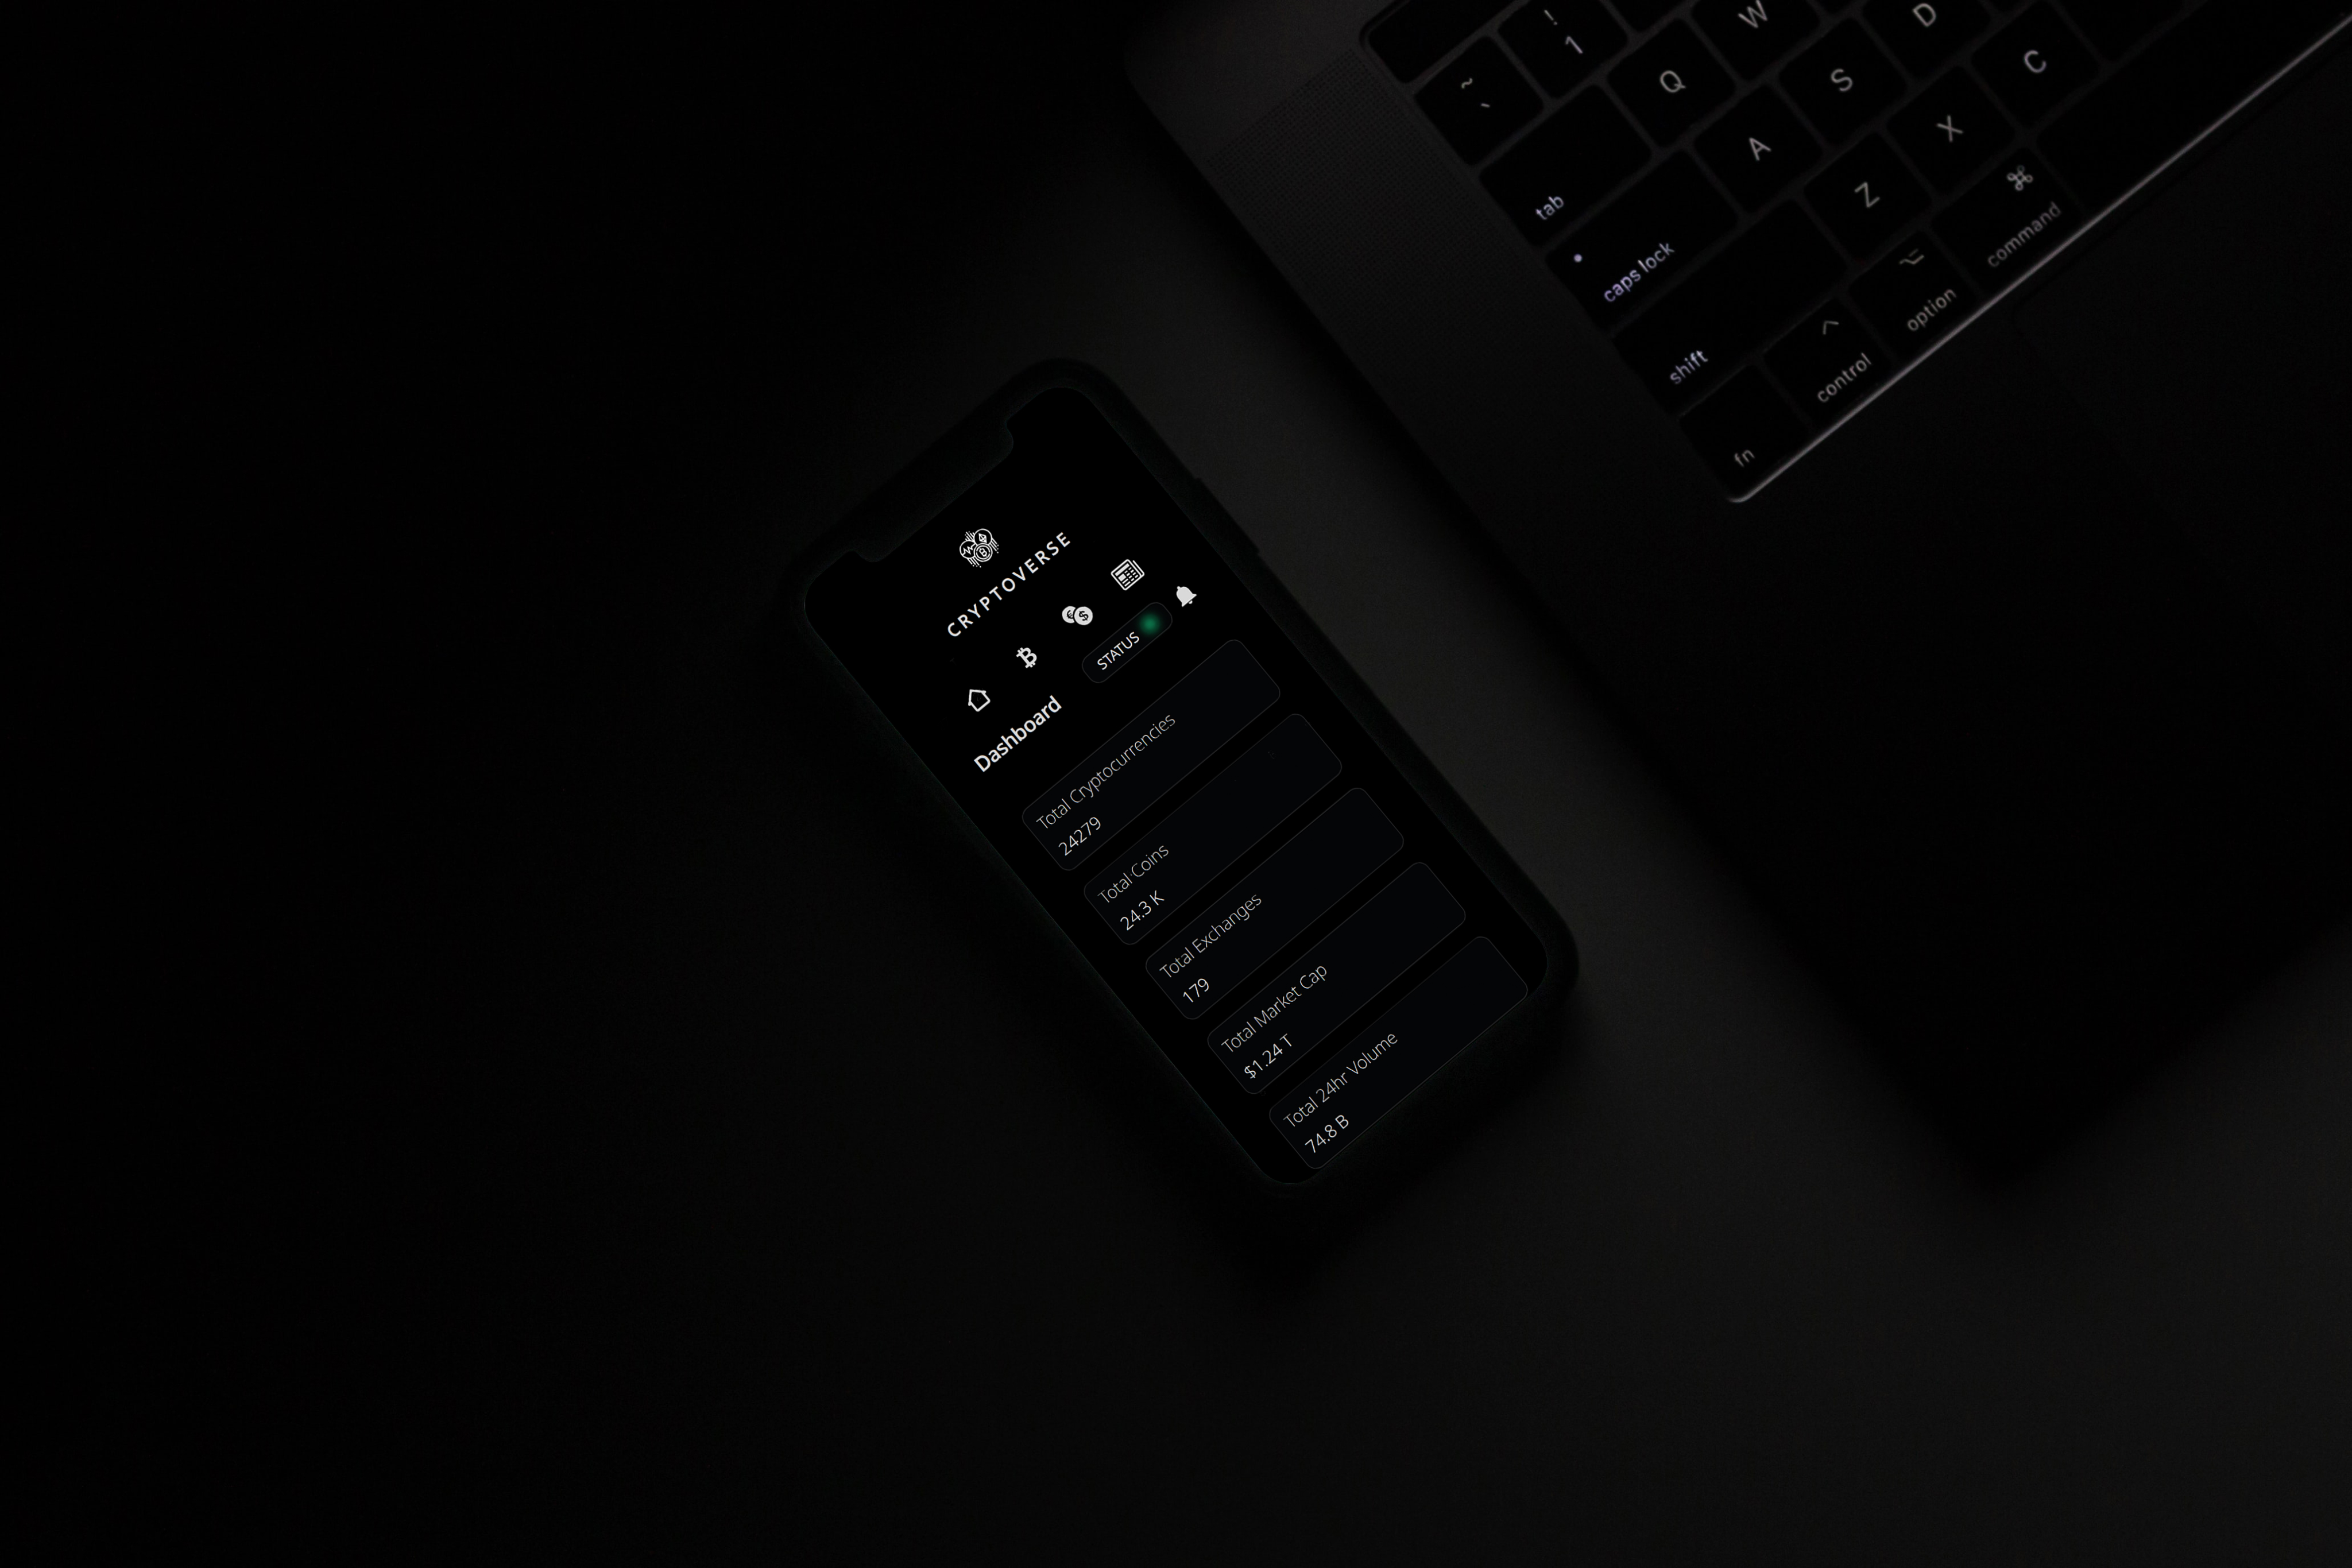 CRYPTOVERSE
STATUS
Dashboard
Total Cryptocurrencies
24279
Total Coins
24.3 K
Total Exchanges
179
Total Market Cap
$1.24 T
Total 24hr Volume
74.8 B
! 1
~ `
Q W
tab
A S D
caps lock
Z X C
shift
fn
^ control
⌥ option
⌘ command